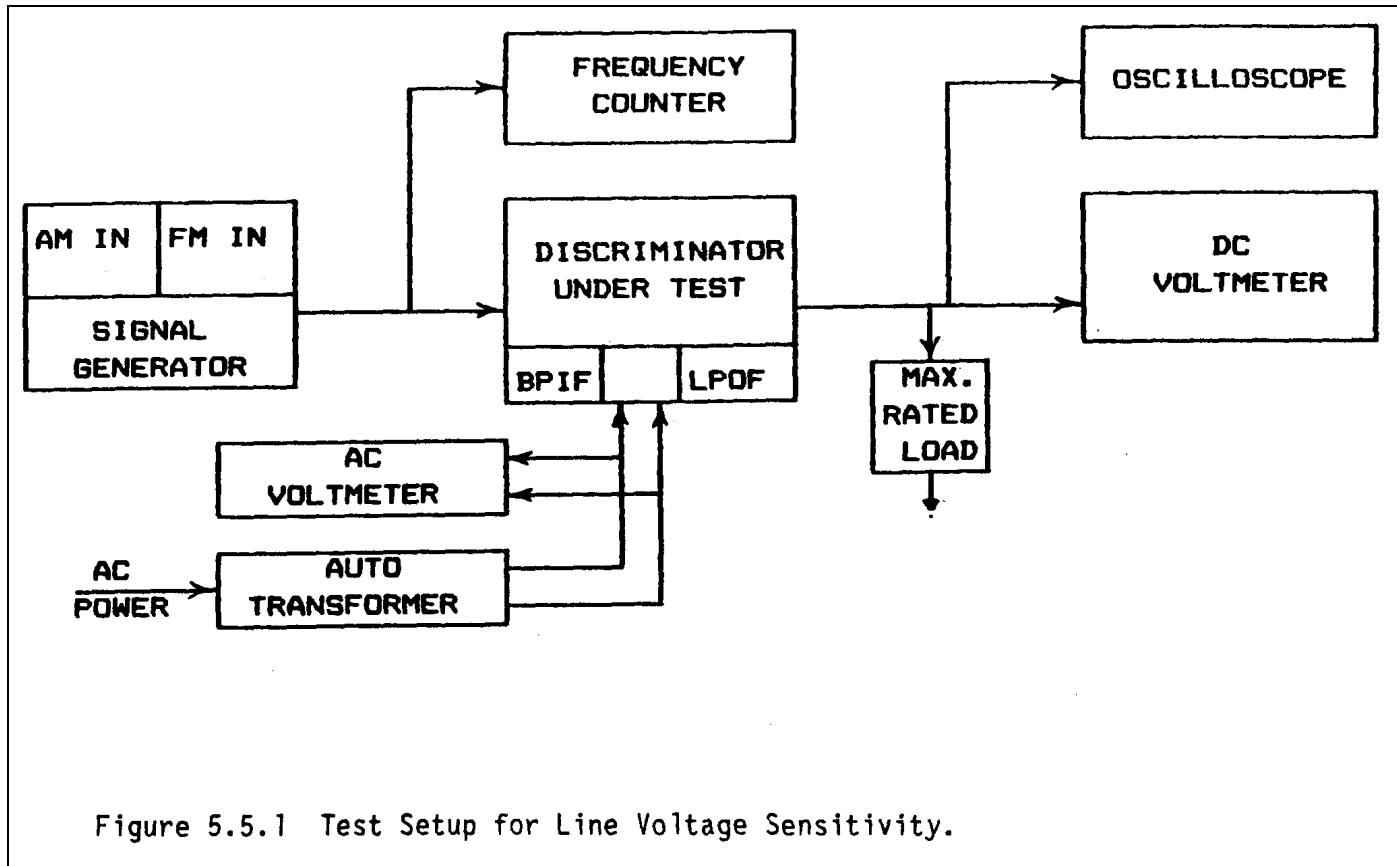 FREQUENCY
COUNTER
OSCILLOSCOPE
AM IN
FM IN
SIGNAL
GENERATOR
DISCRIMINATOR
UNDER TEST
BPIF
LPOF
DC
VOLTMETER
MAX.
RATED
LOAD
AC
VOLTMETER
AC
POWER
AUTO
TRANSFORMER
Figure 5.5.1 Test Setup for Line Voltage Sensitivity.